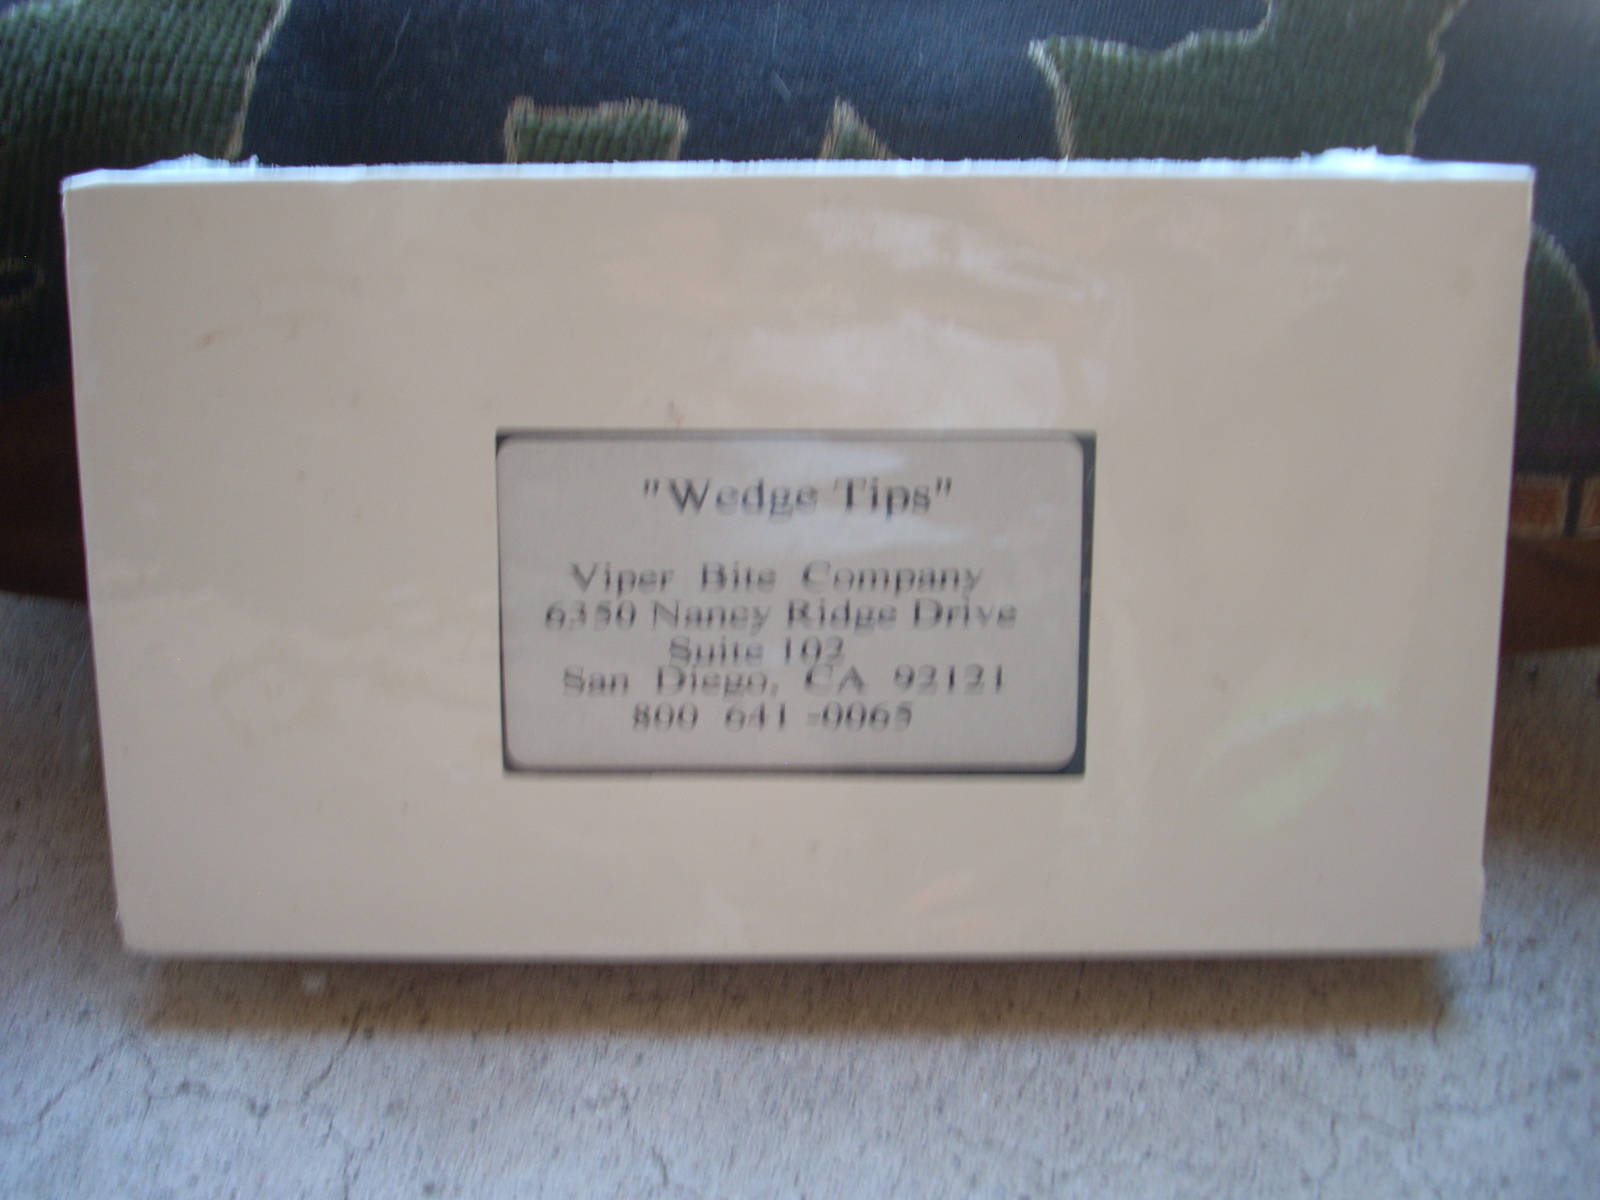 "Wedge Tips"
Viper Bite Company
6350 Nancy Ridge Drive
Suite 102
San Diego, CA 92121
800 641-0065